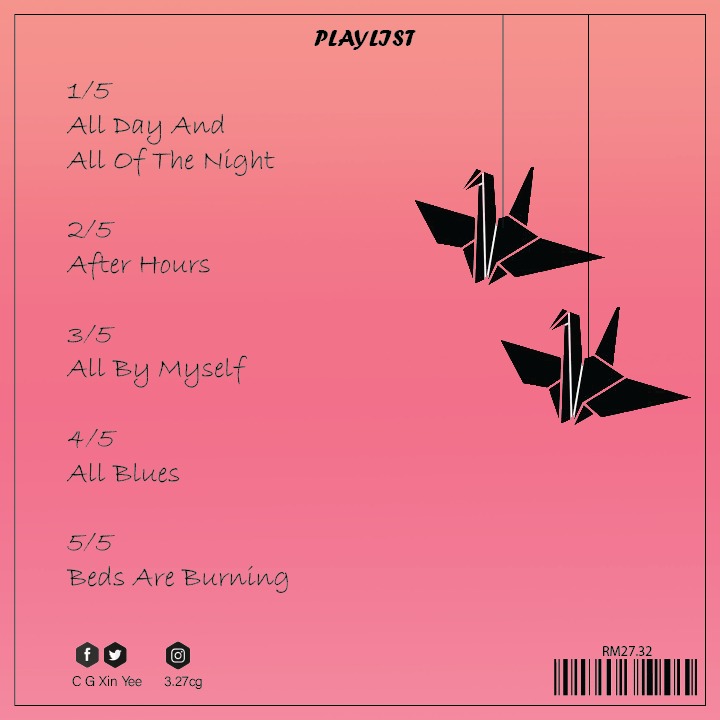 PLAYLIST
1/5
All Day And
All Of The Night
2/5
After Hours
3/5
All By Myself
4/5
All Blues
5/5
Beds Are Burning
C G Xin Yee
3.27cg
RM27.32